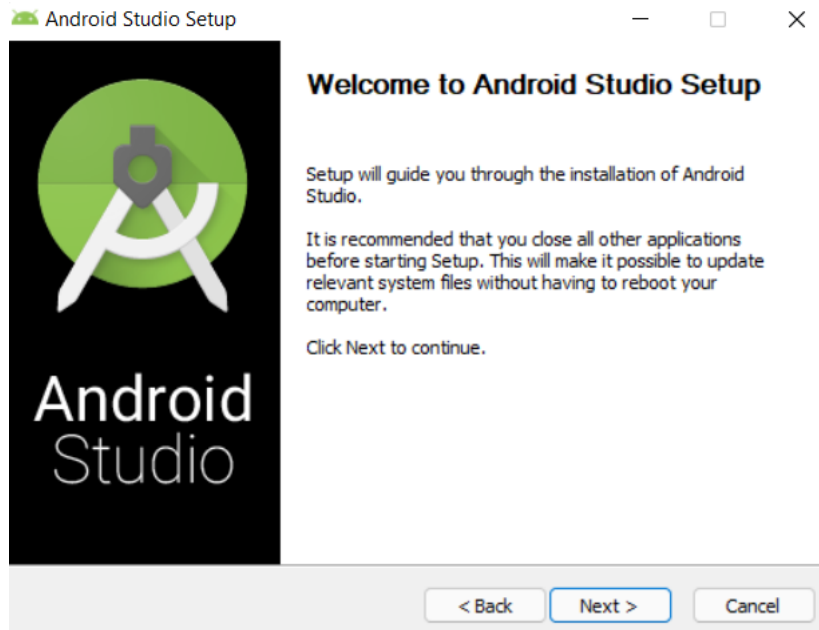 Android Studio Setup
Welcome to Android Studio Setup
Setup will guide you through the installation of Android
Studio.
It is recommended that you close all other applications
before starting Setup. This will make it possible to update
relevant system files without having to reboot your
computer.
Click Next to continue.
Android
Studio
< Back
Next >
Cancel